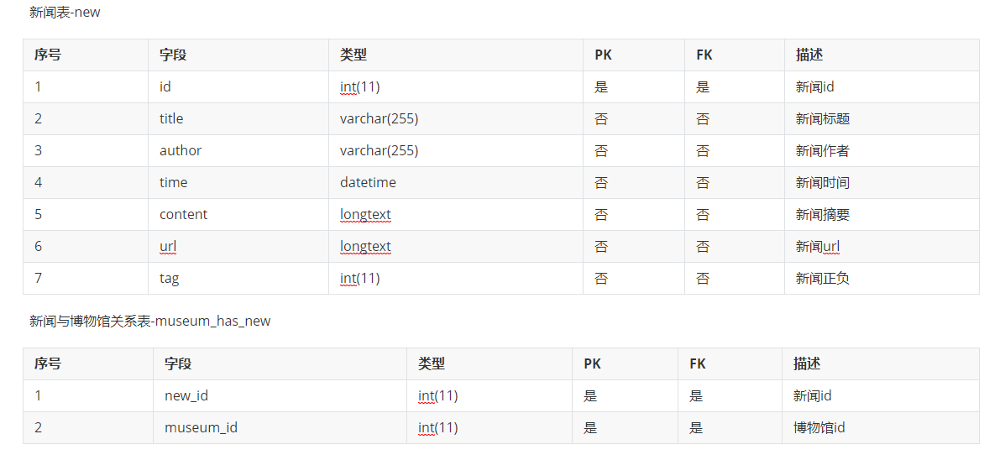 新闻表-new
序号 字段 类型 PK FK 描述
1 id int(11) 是 是 新闻id
2 title varchar(255) 否 否 新闻标题
3 author varchar(255) 否 否 新闻作者
4 time datetime 否 否 新闻时间
5 content longtext 否 否 新闻摘要
6 url longtext 否 否 新闻url
7 tag int(11) 否 否 新闻正负
新闻与博物馆关系表-museum_has_new
序号 字段 类型 PK FK 描述
1 new_id int(11) 是 是 新闻id
2 museum_id int(11) 是 是 博物馆id